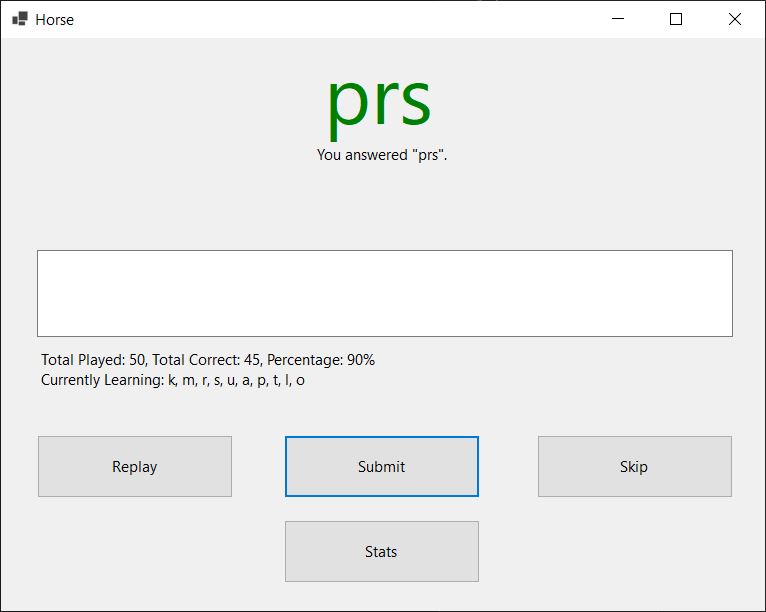 Horse
prs
You answered "prs".
Total Played: 50, Total Correct: 45, Percentage: 90%
Currently Learning: k, m, r, s, u, a, p, t, l, o
Replay
Submit
Skip
Stats